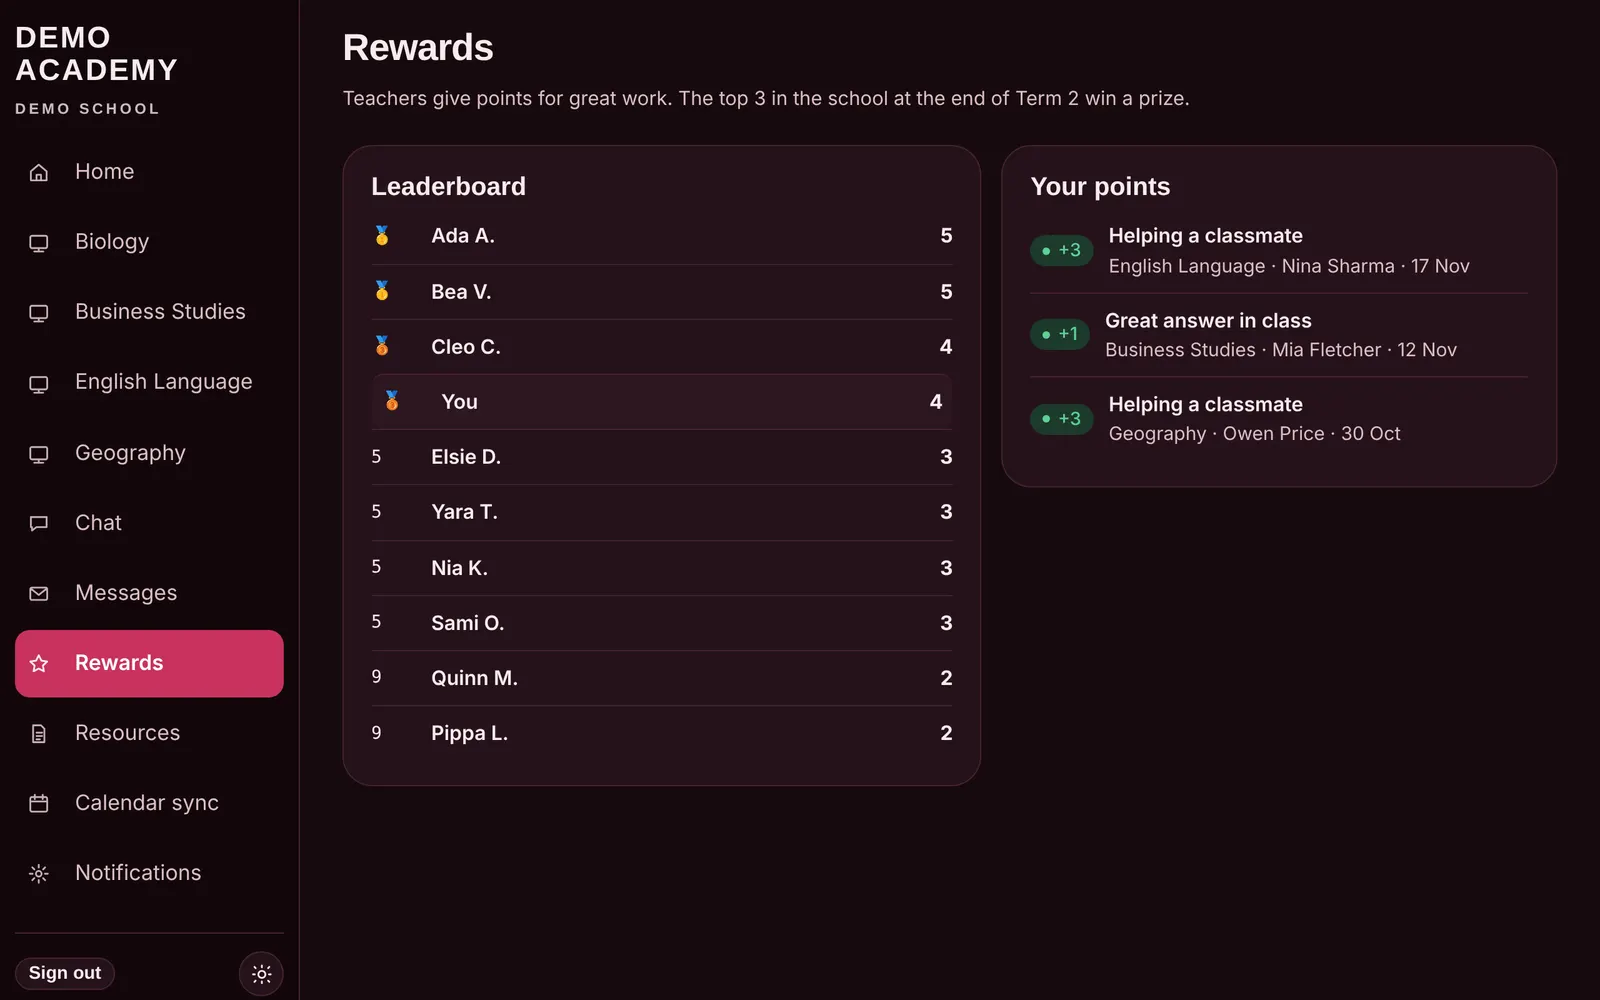 DEMO
ACADEMY
DEMO SCHOOL
Home
Biology
Business Studies
English Language
Geography
Chat
Messages
Rewards
Resources
Calendar sync
Notifications
Sign out
Rewards
Teachers give points for great work. The top 3 in the school at the end of Term 2 win a prize.
Leaderboard
🥇 Ada A. 5
🥇 Bea V. 5
🥉 Cleo C. 4
🥉 You 4
5 Elsie D. 3
5 Yara T. 3
5 Nia K. 3
5 Sami O. 3
9 Quinn M. 2
9 Pippa L. 2
Your points
+3 Helping a classmate
English Language · Nina Sharma · 17 Nov
+1 Great answer in class
Business Studies · Mia Fletcher · 12 Nov
+3 Helping a classmate
Geography · Owen Price · 30 Oct